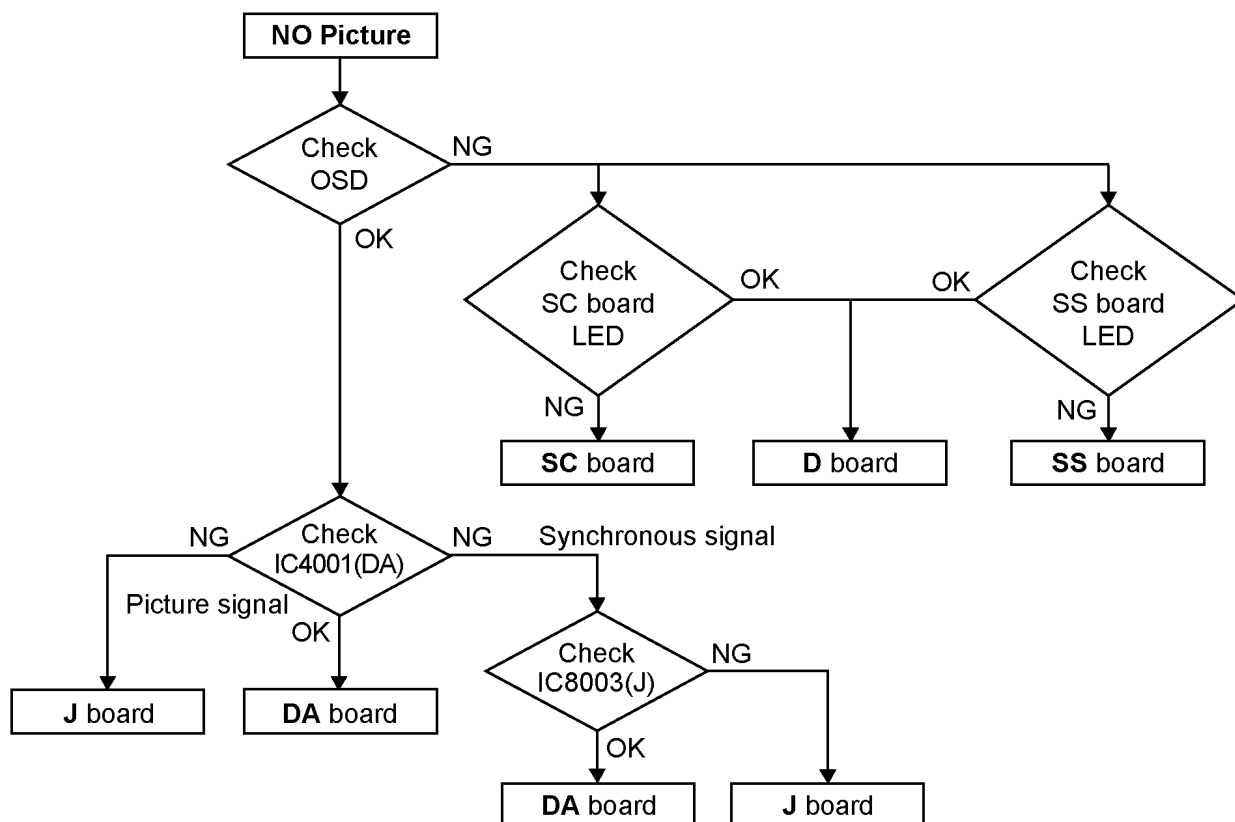 NO Picture
Check
OSD
NG
OK
Check
SC board
LED
OK
OK
Check
SS board
LED
NG
NG
SC board
D board
SS board
NG
Check
IC4001(DA)
NG
Synchronous signal
Picture signal
OK
Check
IC8003(J)
NG
J board
DA board
OK
DA board
J board